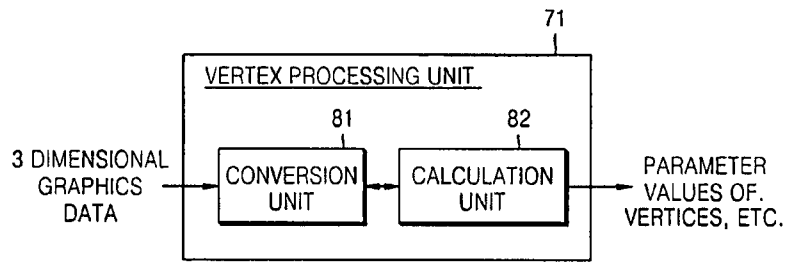 71
VERTEX PROCESSING UNIT
81
82
3 DIMENSIONAL
GRAPHICS
DATA
CONVERSION
UNIT
CALCULATION
UNIT
PARAMETER
VALUES OF.
VERTICES, ETC.